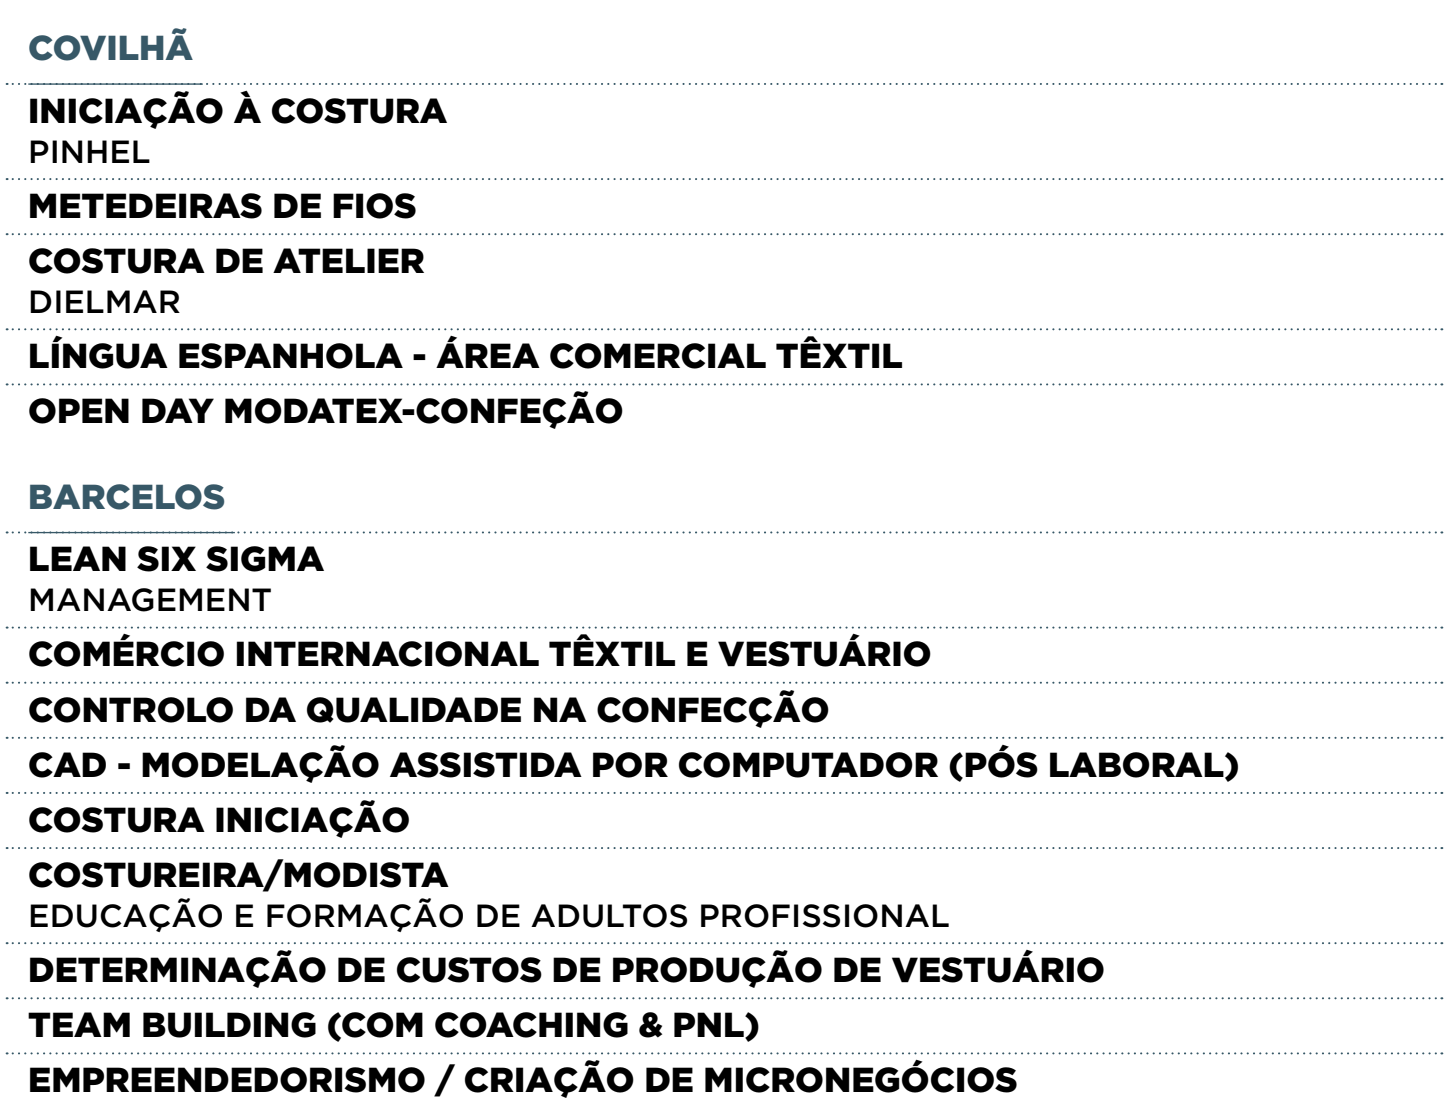 COVILHÃ
INICIAÇÃO À COSTURA
PINHEL
METEDEIRAS DE FIOS
COSTURA DE ATELIER
DIELMAR
LÍNGUA ESPANHOLA - ÁREA COMERCIAL TÊXTIL
OPEN DAY MODATEX-CONFEÇÃO
BARCELOS
LEAN SIX SIGMA
MANAGEMENT
COMÉRCIO INTERNACIONAL TÊXTIL E VESTUÁRIO
CONTROLO DA QUALIDADE NA CONFECÇÃO
CAD - MODELAÇÃO ASSISTIDA POR COMPUTADOR (PÓS LABORAL)
COSTURA INICIAÇÃO
COSTUREIRA/MODISTA
EDUCAÇÃO E FORMAÇÃO DE ADULTOS PROFISSIONAL
DETERMINAÇÃO DE CUSTOS DE PRODUÇÃO DE VESTUÁRIO
TEAM BUILDING (COM COACHING & PNL)
EMPREENDEDORISMO / CRIAÇÃO DE MICRONEGÓCIOS